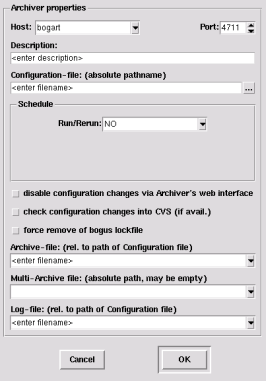 Archiver properties
Host: bogart Port: 4711
Description:
<enter description>
Configuration-file: (absolute pathname)
<enter filename> ...
Schedule
Run/Rerun: NO
disable configuration changes via Archiver's web interface
check configuration changes into CVS (if avail.)
force remove of bogus lockfile
Archive-file: (rel. to path of Configuration file)
<enter filename>
Multi-Archive file: (absolute path, may be empty)
Log-file: (rel. to path of Configuration file)
<enter filename>
Cancel OK